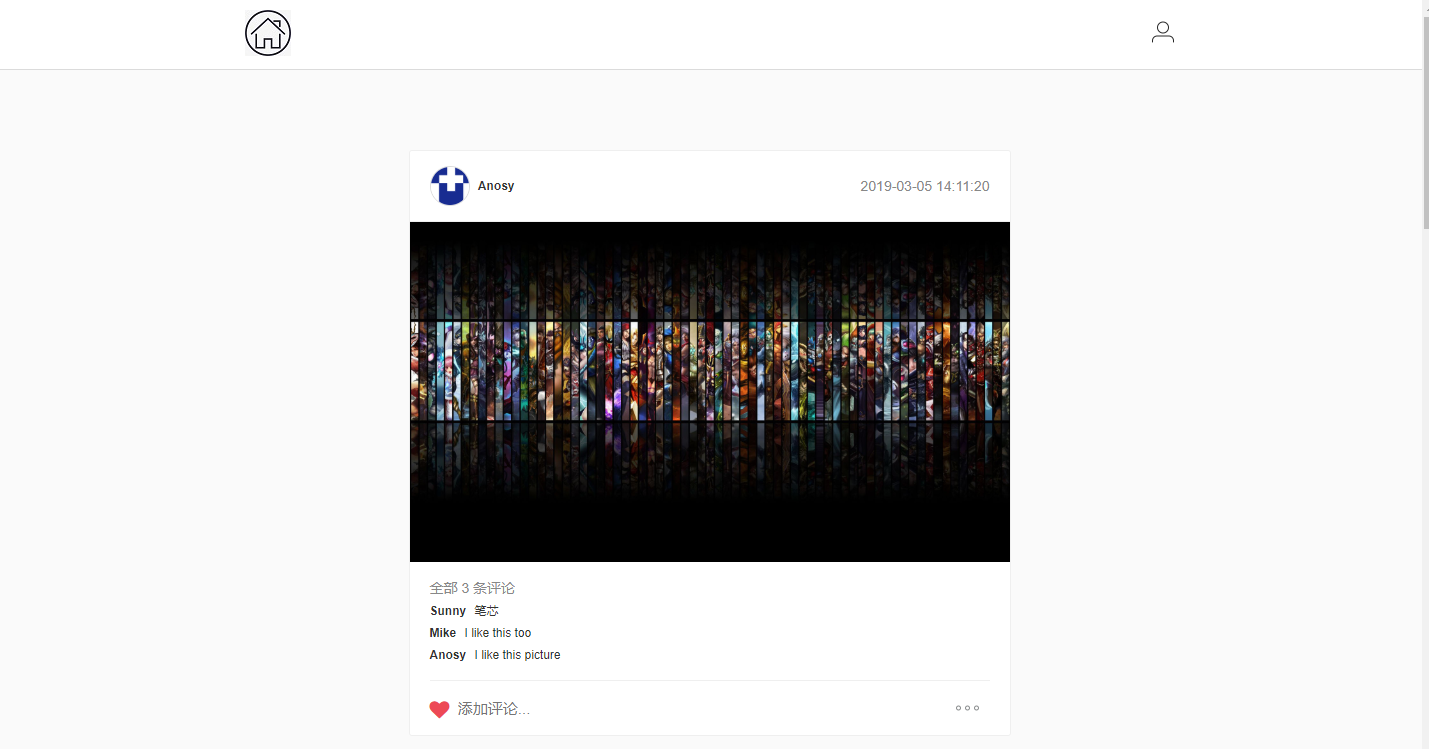 Anosy 2019-03-05 14:11:20
全部 3 条评论
Sunny 笔芯
Mike I like this too
Anosy I like this picture
添加评论...